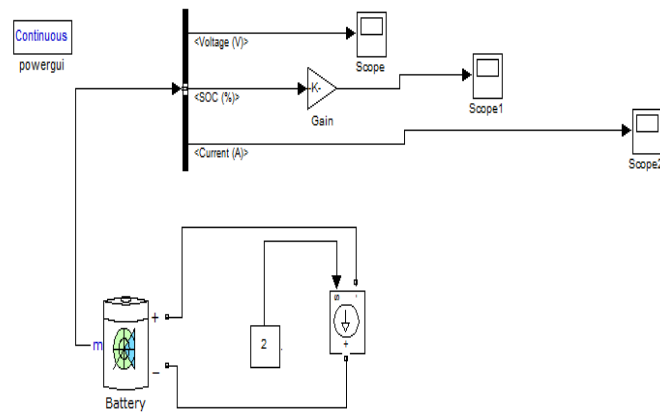 Continuous
powergui
<Voltage (V)>
Scope
<SOC (%)>
-K-
Gain
Scope1
<Current (A)>
Scope2
m
+
−
Battery
2
s
-
+